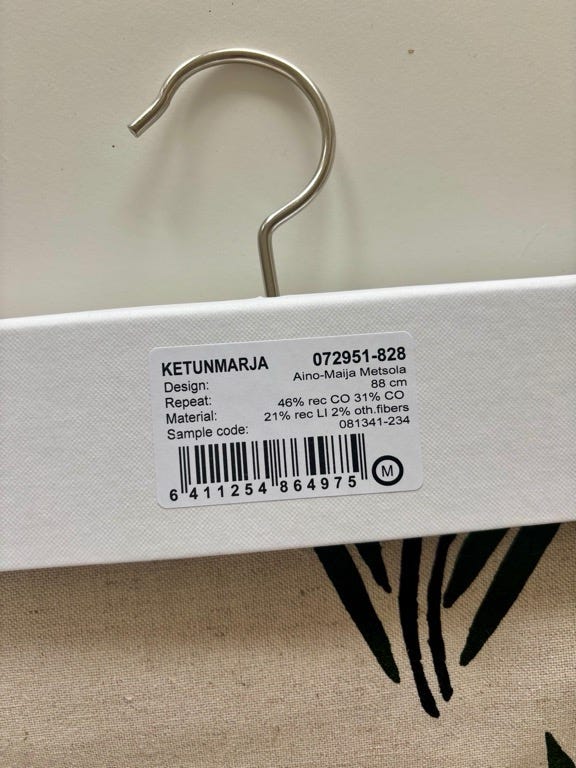 KETUNMARJA 072951-828
Design: Aino-Maija Metsola
Repeat: 88 cm
Material: 46% rec CO 31% CO
21% rec LI 2% oth.fibers
Sample code: 081341-234
6 411254 864975 M